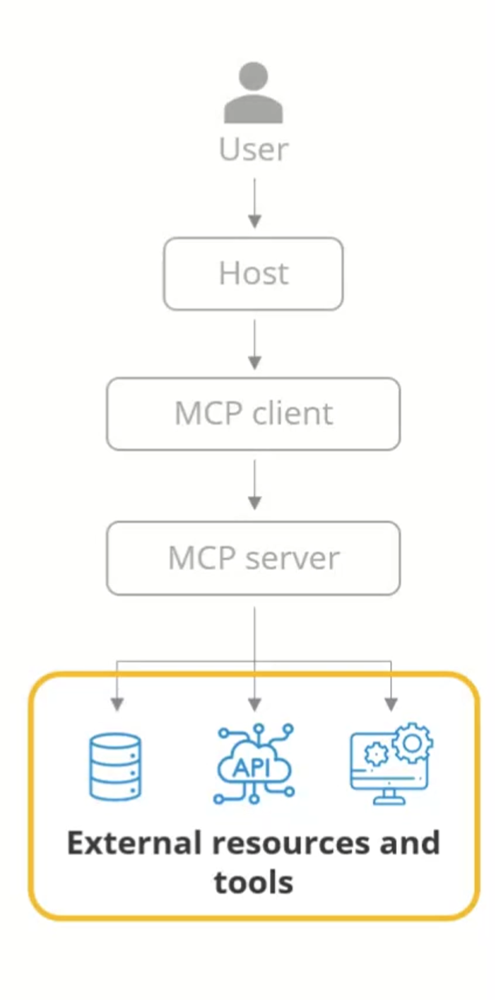 User
Host
MCP client
MCP server
API
External resources and
tools